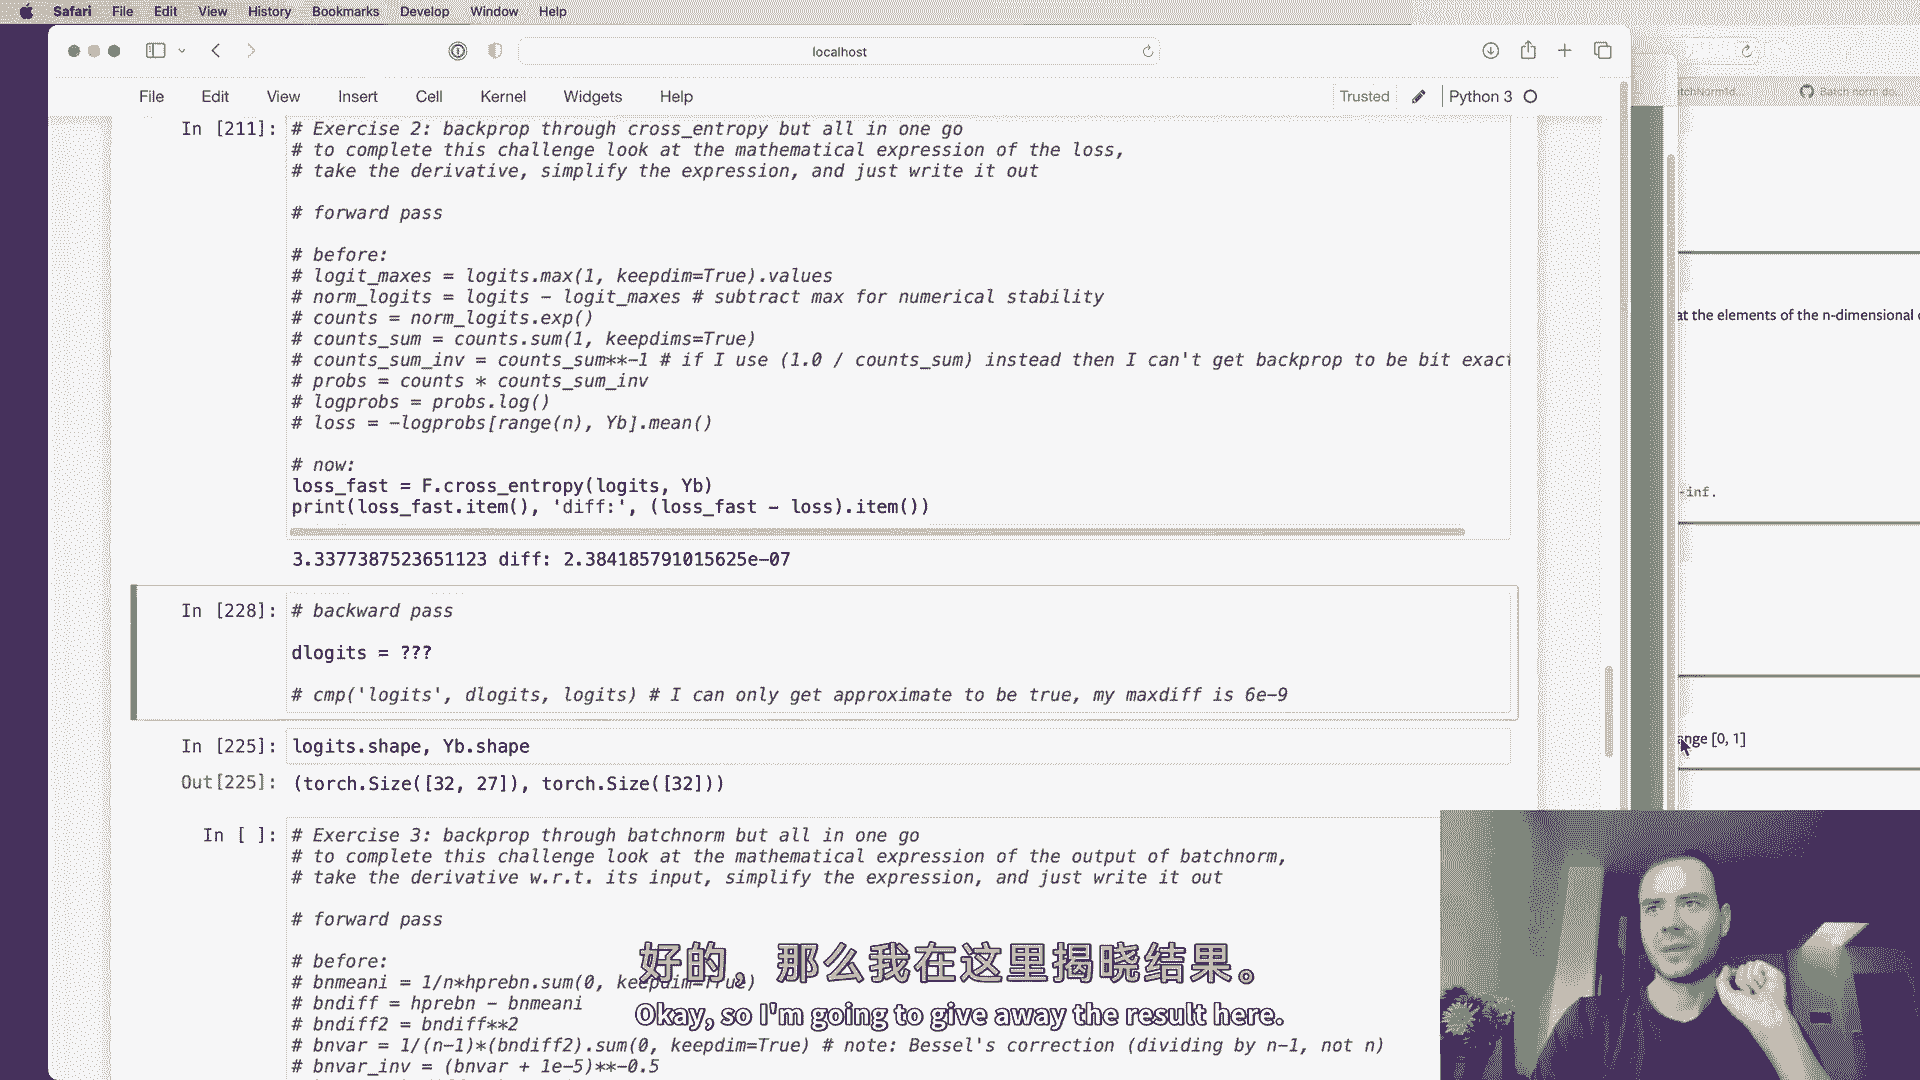 Safari File Edit View History Bookmarks Develop Window Help
localhost
File Edit View Insert Cell Kernel Widgets Help
Trusted Python 3
Batch norm do...
In [211]: # Exercise 2: backprop through cross_entropy but all in one go
# to complete this challenge look at the mathematical expression of the loss,
# take the derivative, simplify the expression, and just write it out
# forward pass
# before:
# logit_maxes = logits.max(1, keepdim=True).values
# norm_logits = logits - logit_maxes # subtract max for numerical stability
# counts = norm_logits.exp()
# counts_sum = counts.sum(1, keepdims=True)
# counts_sum_inv = counts_sum**-1 # if I use (1.0 / counts_sum) instead then I can't get backprop to be bit exact
# probs = counts * counts_sum_inv
# logprobs = probs.log()
# loss = -logprobs[range(n), Yb].mean()
# now:
loss_fast = F.cross_entropy(logits, Yb)
print(loss_fast.item(), 'diff:', (loss_fast - loss).item())
3.3377387523651123 diff: 2.384185791015625e-07
In [228]: # backward pass
dlogits = ???
# cmp('logits', dlogits, logits) # I can only get approximate to be true, my maxdiff is 6e-9
In [225]: logits.shape, Yb.shape
Out[225]: (torch.Size([32, 27]), torch.Size([32]))
In [ ]: # Exercise 3: backprop through batchnorm but all in one go
# to complete this challenge look at the mathematical expression of the output of batchnorm,
# take the derivative w.r.t. its input, simplify the expression, and just write it out
# forward pass
# before:
# bnmeani = 1/n*hprebn.sum(0, keepdim=True)
# bndiff = hprebn - bnmeani
# bndiff2 = bndiff**2
# bnvar = 1/(n-1)*(bndiff2).sum(0, keepdim=True) # note: Bessel's correction (dividing by n-1, not n)
# bnvar_inv = (bnvar + 1e-5)**-0.5
at the elements of the n-dimensional
-inf.
ange [0, 1]
好的，那么我在这里揭晓结果。
Okay, so I'm going to give away the result here.